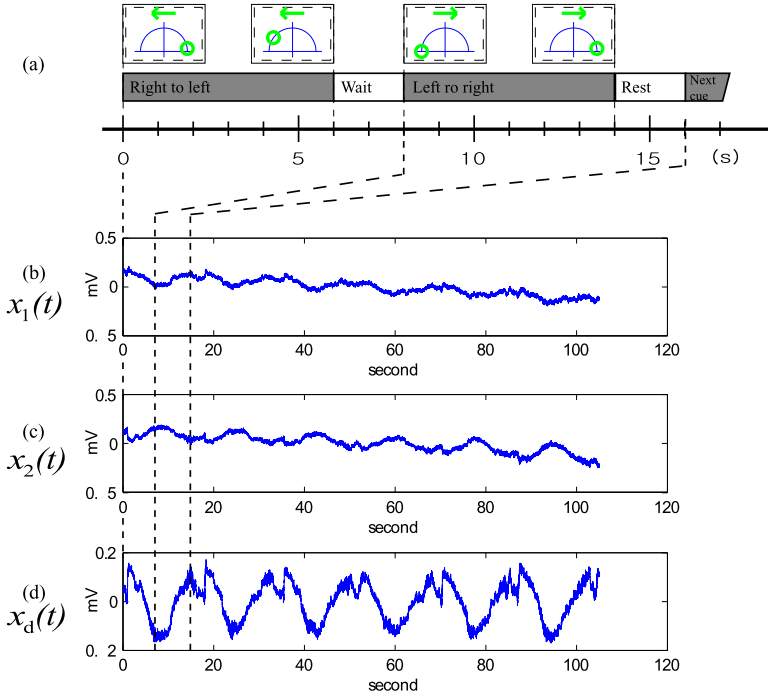 (a)
Right to left
Wait
Left ro right
Rest
Next
cue
0
5
10
15
(s)
(b)
x1(t)
mV
0.5
0
0. 5
0
20
40
60
80
100
120
second
(c)
x2(t)
mV
0.5
0
0. 5
0
20
40
60
80
100
120
second
(d)
xd(t)
mV
0.2
0
0. 2
0
20
40
60
80
100
120
second